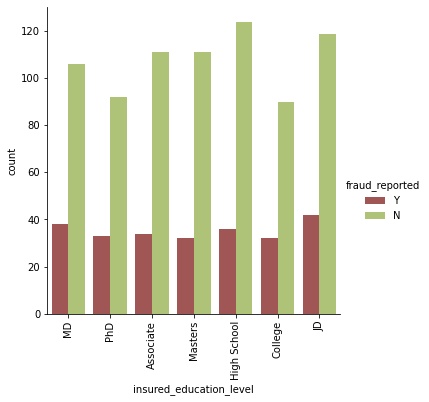 120
100
80
60
40
20
0
count
MD
PhD
Associate
Masters
High School
College
JD
insured_education_level
fraud_reported
Y
N